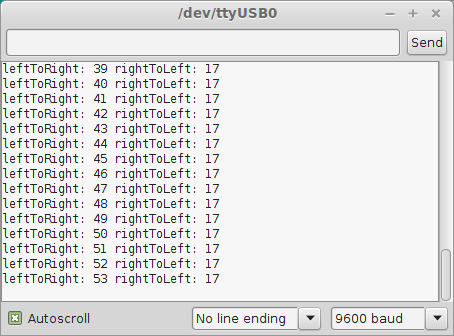 /dev/ttyUSB0
Send
leftToRight: 39 rightToLeft: 17
leftToRight: 40 rightToLeft: 17
leftToRight: 41 rightToLeft: 17
leftToRight: 42 rightToLeft: 17
leftToRight: 43 rightToLeft: 17
leftToRight: 44 rightToLeft: 17
leftToRight: 45 rightToLeft: 17
leftToRight: 46 rightToLeft: 17
leftToRight: 47 rightToLeft: 17
leftToRight: 48 rightToLeft: 17
leftToRight: 49 rightToLeft: 17
leftToRight: 50 rightToLeft: 17
leftToRight: 51 rightToLeft: 17
leftToRight: 52 rightToLeft: 17
leftToRight: 53 rightToLeft: 17
Autoscroll No line ending 9600 baud